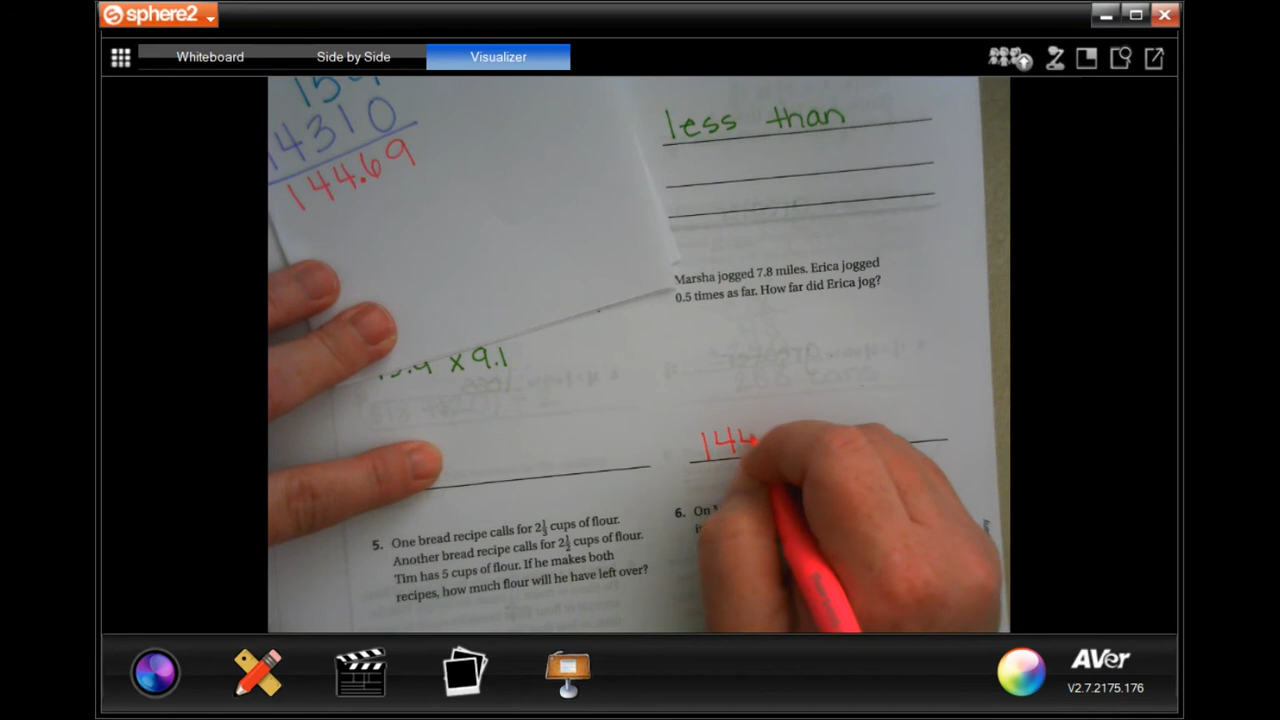 sphere2
Whiteboard Side by Side Visualizer
14310
144.69
less than
Marsha jogged 7.8 miles. Erica jogged
0.5 times as far. How far did Erica jog?
x 9.1
144
5. One bread recipe calls for 2⅓ cups of flour.
Another bread recipe calls for 2½ cups of flour.
Tim has 5 cups of flour. If he makes both
recipes, how much flour will he have left over?
6. On
AVer
V2.7.2175.176